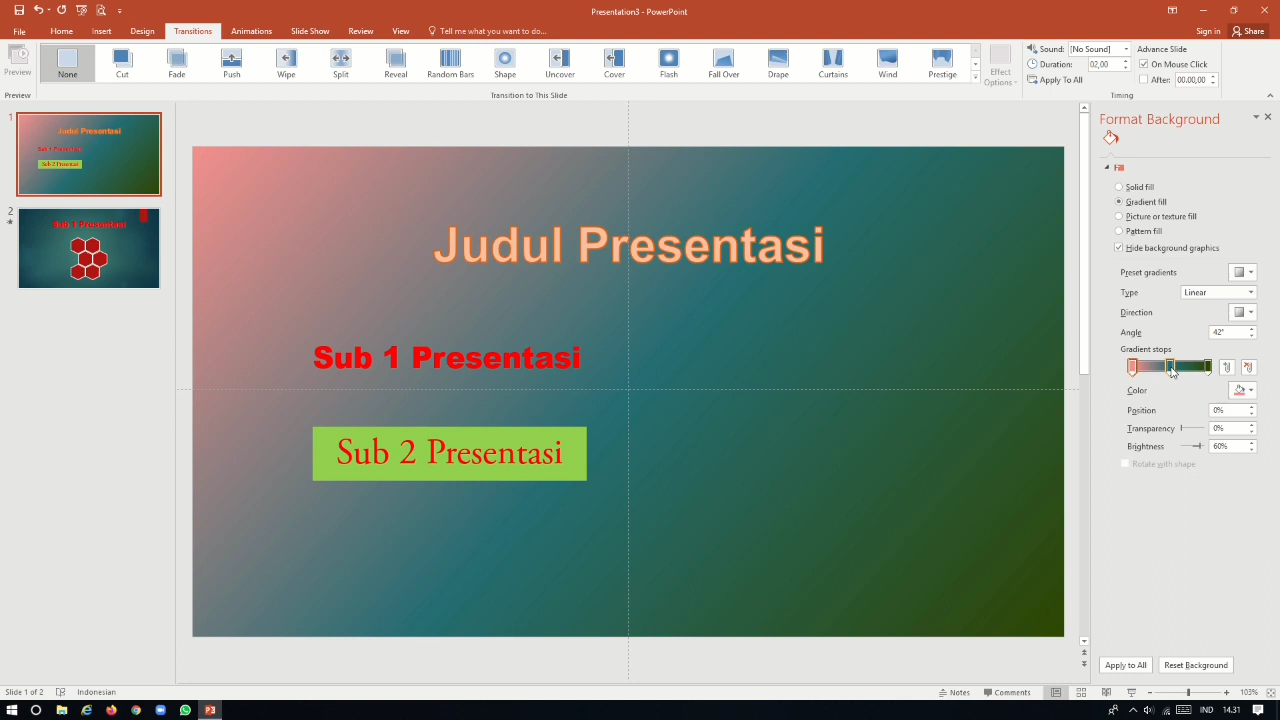 Presentation3 - PowerPoint
Sign in
Share
File
Home
Insert
Design
Transitions
Animations
Slide Show
Review
View
Tell me what you want to do...
Preview
None
Cut
Fade
Push
Wipe
Split
Reveal
Random Bars
Shape
Uncover
Cover
Flash
Fall Over
Drape
Curtains
Wind
Prestige
Effect
Options
Sound:
[No Sound]
Duration:
02,00
Apply To All
Advance Slide
On Mouse Click
After:
00.00,00
Preview
Transition to This Slide
Timing
1
Judul Presentasi
Sub 1 Presentasi
Sub 2 Presentasi
2
Sub 1 Presentasi
Judul Presentasi
Sub 1 Presentasi
Sub 2 Presentasi
Format Background
Solid fill
Gradient fill
Picture or texture fill
Pattern fill
Hide background graphics
Preset gradients
Type
Linear
Direction
Angle
42°
Gradient stops
Color
Position
0%
Transparency
0%
Brightness
60%
Rotate with shape
Apply to All
Reset Background
Slide 1 of 2
Indonesian
Notes
Comments
103%
IND
14.31